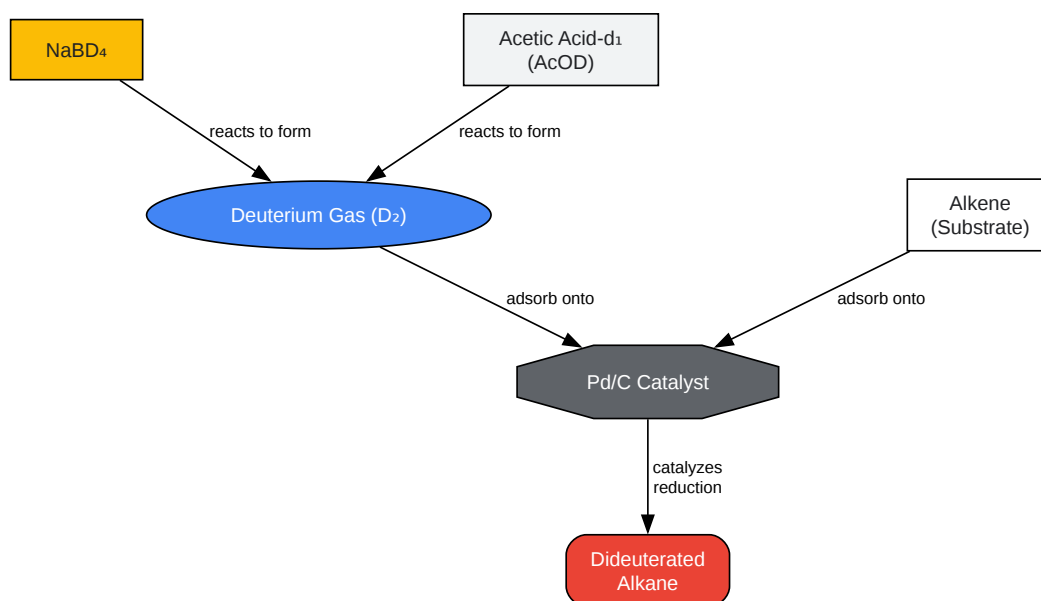 NaBD₄
Acetic Acid-d₁
(AcOD)
reacts to form
reacts to form
Deuterium Gas (D₂)
Alkene
(Substrate)
adsorb onto
adsorb onto
Pd/C Catalyst
catalyzes
reduction
Dideuterated
Alkane